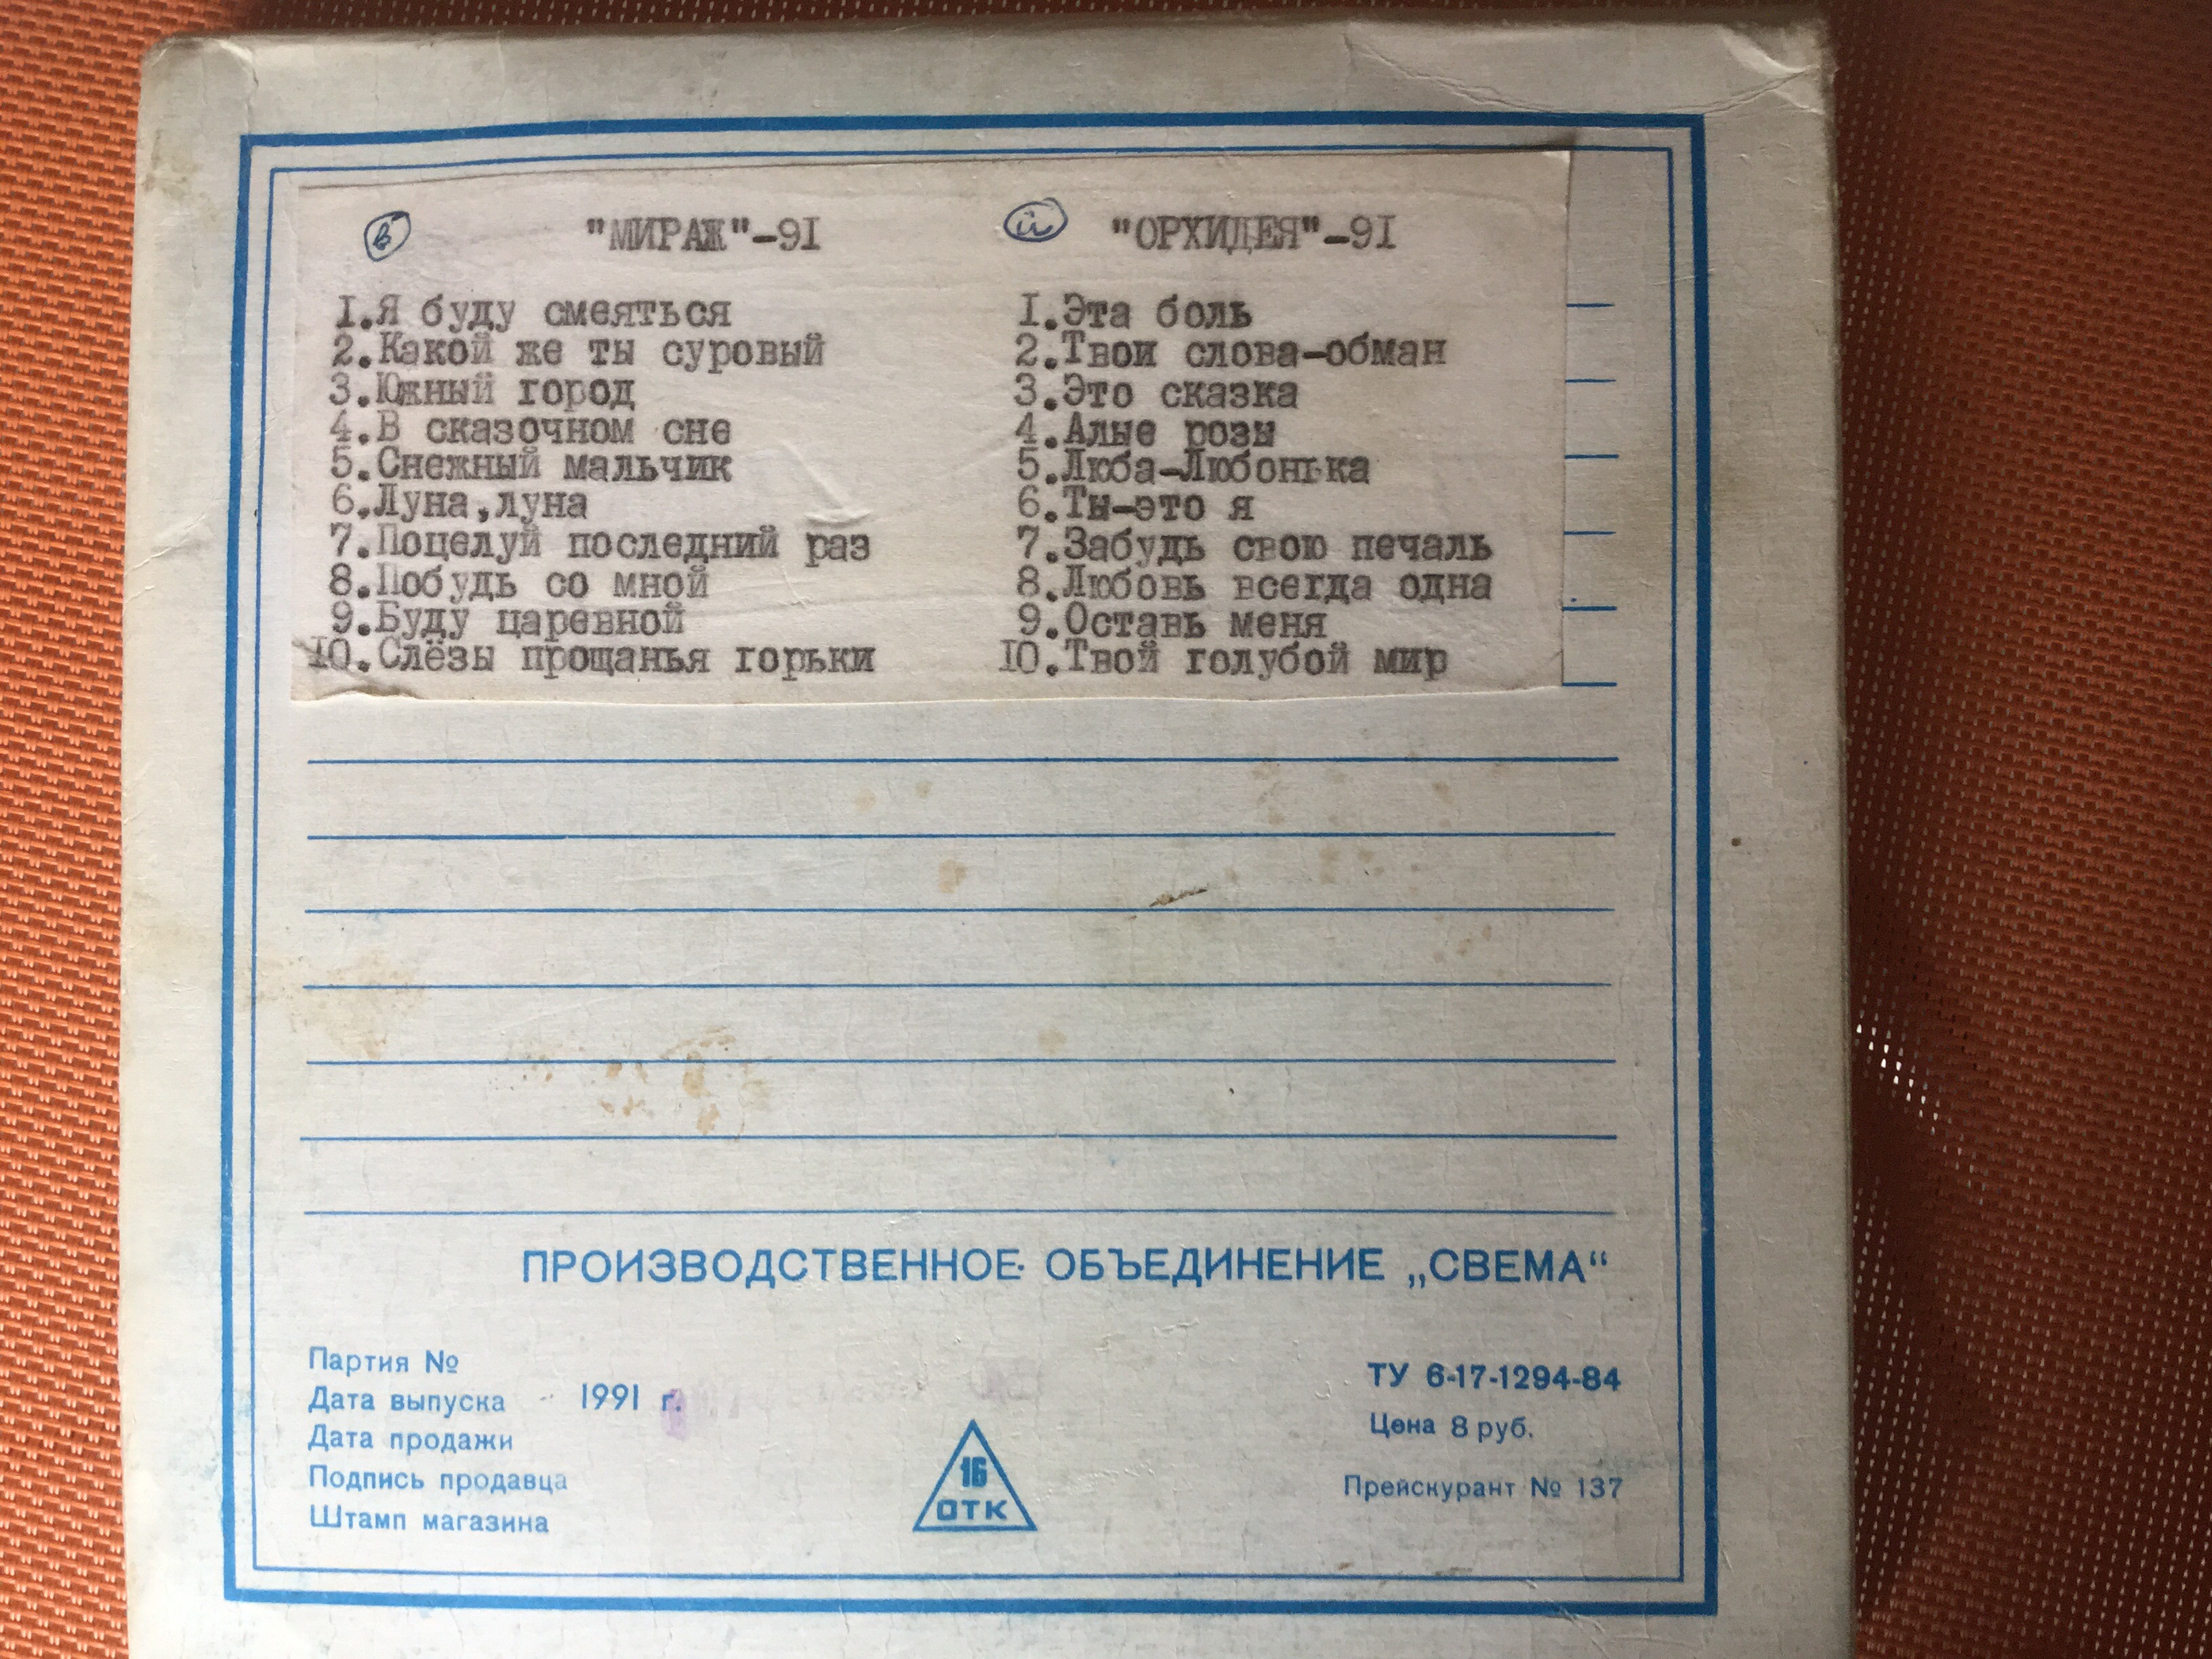 в "МИРАЖ"-9I
I.Я буду смеяться
2.Какой же ты суровый
3.Южный город
4.В сказочном сне
5.Снежный мальчик
6.Луна,луна
7.Поцелуй последний раз
8.Побудь со мной
9.Буду царевной
IO.Слёзы прощанья горьки
й "ОРХИДЕЯ"-9I
I.Эта боль
2.Твои слова-обман
3.Это сказка
4.Алые розы
5.Люба-Любонька
6.Ты-это я
7.Забудь свою печаль
8.Любовь всегда одна
9.Оставь меня
IO.Твой голубой мир
ПРОИЗВОДСТВЕННОЕ ОБЪЕДИНЕНИЕ „СВЕМА“
Партия №
Дата выпуска 1991 г.
Дата продажи
Подпись продавца
Штамп магазина
16
ОТК
ТУ 6-17-1294-84
Цена 8 руб.
Прейскурант № 137